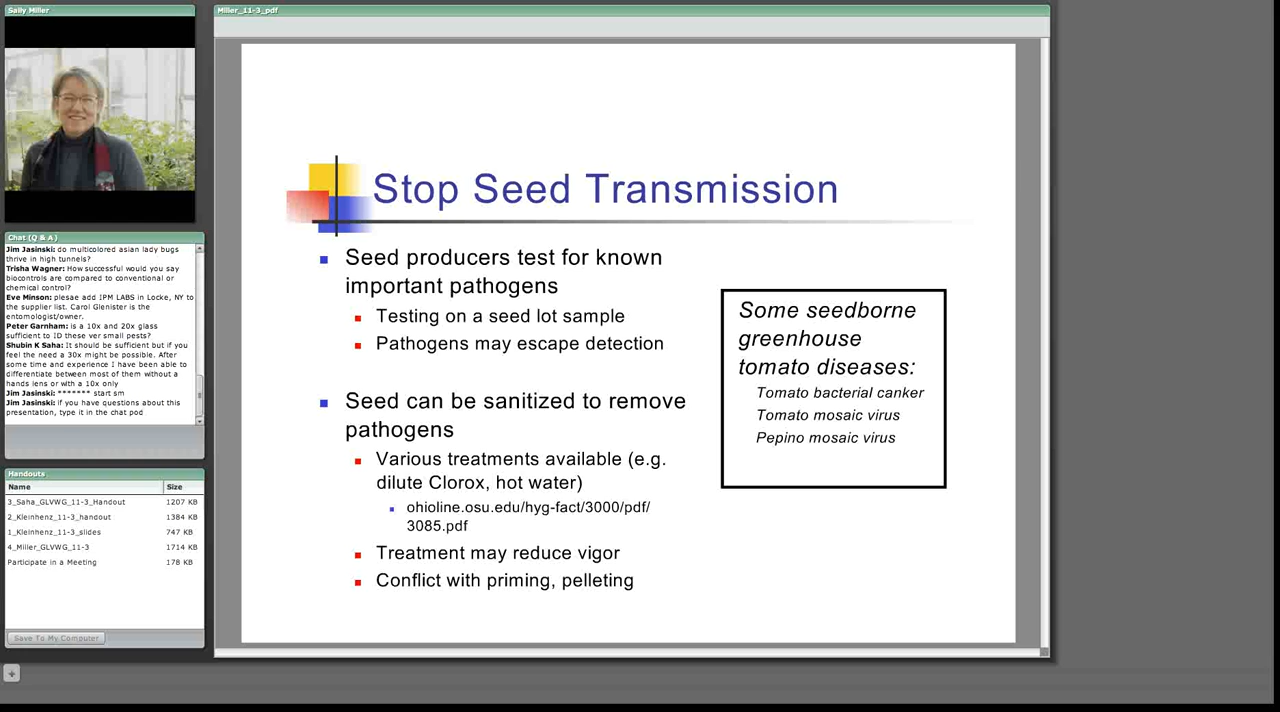 Sally Miller
Miller_11-3_pdf
Chat (Q & A)
Jim Jasinski: do multicolored asian lady bugs
thrive in high tunnels?
Trisha Wagner: How successful would you say
biocontrols are compared to conventional or
chemical control?
Eve Minson: plesae add IPM LABS in Locke, NY to
the supplier list. Carol Glenister is the
entomologist/owner.
Peter Garnham: is a 10x and 20x glass
sufficient to ID these ver small pests?
Shubin K Saha: It should be sufficient but if you
feel the need a 30x might be possible. After
some time and experience I have been able to
differentiate between most of them without a
hands lens or with a 10x only
Jim Jasinski: ******* start sm
Jim Jasinski: if you have questions about this
presentation, type it in the chat pod
Handouts
Name Size
3_Saha_GLVWG_11-3_Handout 1207 KB
2_Kleinhenz_11-3_handout 1384 KB
1_Kleinhenz_11-3_slides 747 KB
4_Miller_GLVWG_11-3 1714 KB
Participate in a Meeting 178 KB
Save To My Computer
Stop Seed Transmission
Seed producers test for known
important pathogens
Testing on a seed lot sample
Pathogens may escape detection
Seed can be sanitized to remove
pathogens
Various treatments available (e.g.
dilute Clorox, hot water)
ohioline.osu.edu/hyg-fact/3000/pdf/
3085.pdf
Treatment may reduce vigor
Conflict with priming, pelleting
Some seedborne
greenhouse
tomato diseases:
Tomato bacterial canker
Tomato mosaic virus
Pepino mosaic virus